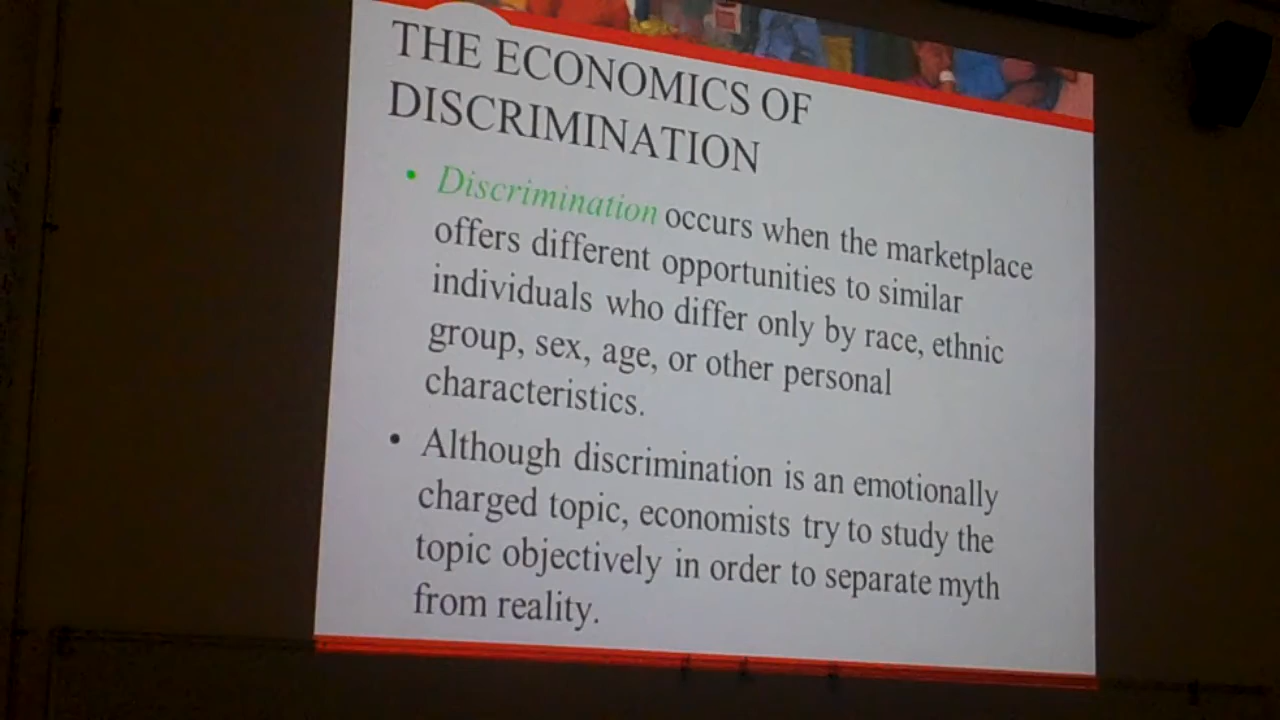 THE ECONOMICS OF
DISCRIMINATION
• Discrimination occurs when the marketplace
offers different opportunities to similar
individuals who differ only by race, ethnic
group, sex, age, or other personal
characteristics.
• Although discrimination is an emotionally
charged topic, economists try to study the
topic objectively in order to separate myth
from reality.